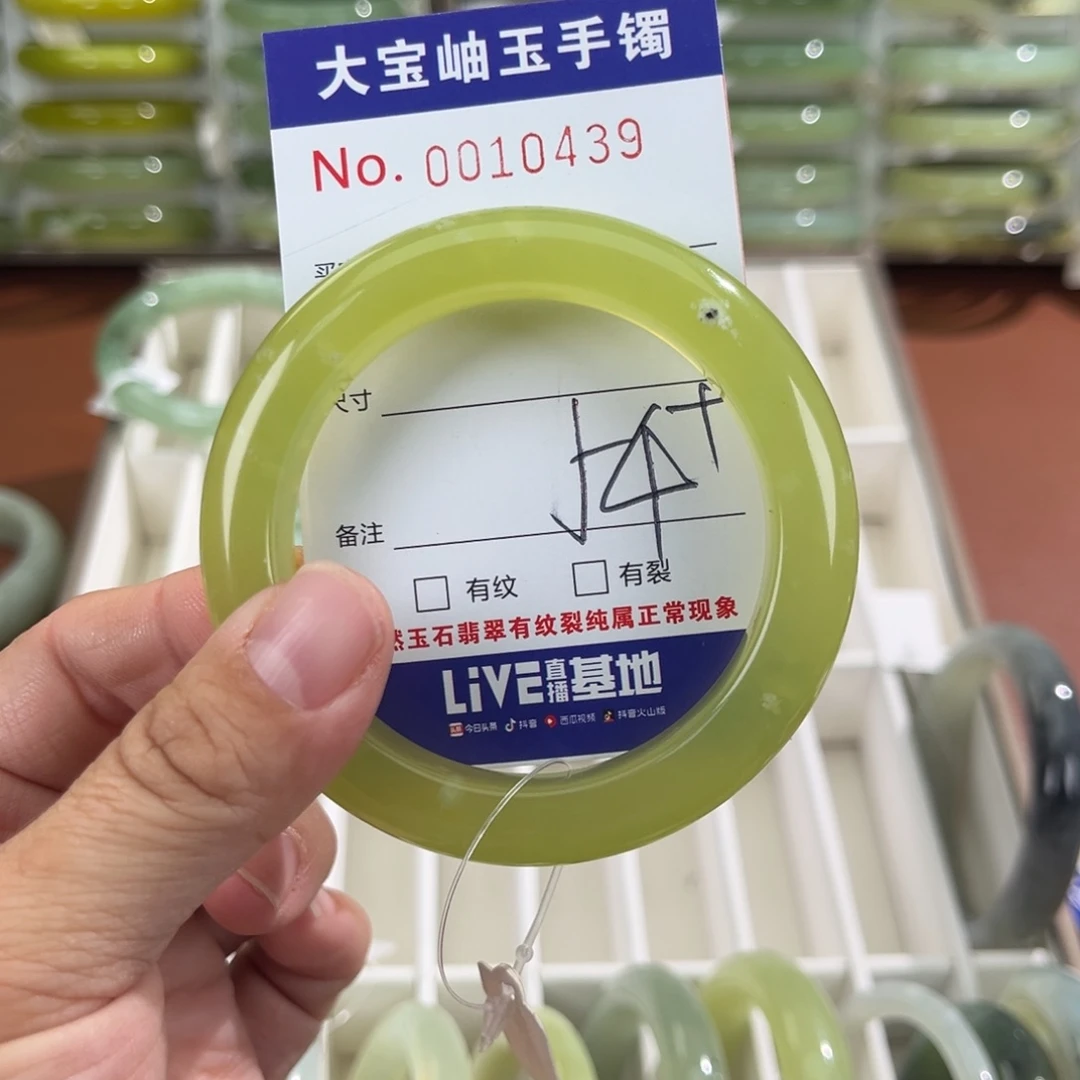 大宝岫玉手镯
No. 0010439
尺寸
备注
有纹
有裂
然玉石翡翠有纹裂纯属正常现象
LiVE直播基地
今日头条 抖音 西瓜视频 抖音火山版